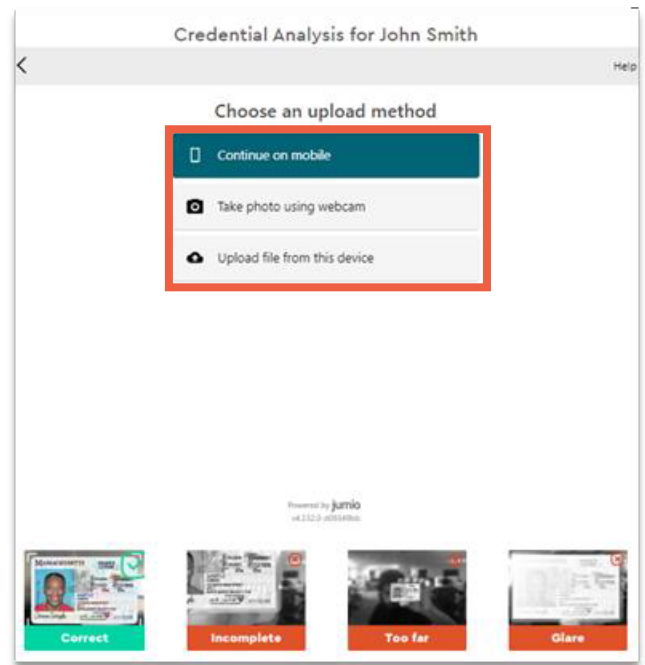 Credential Analysis for John Smith
Help
Choose an upload method
Continue on mobile
Take photo using webcam
Upload file from this device
Powered by jumio
MASSACHUSETTS
Correct
Incomplete
Too far
Glare